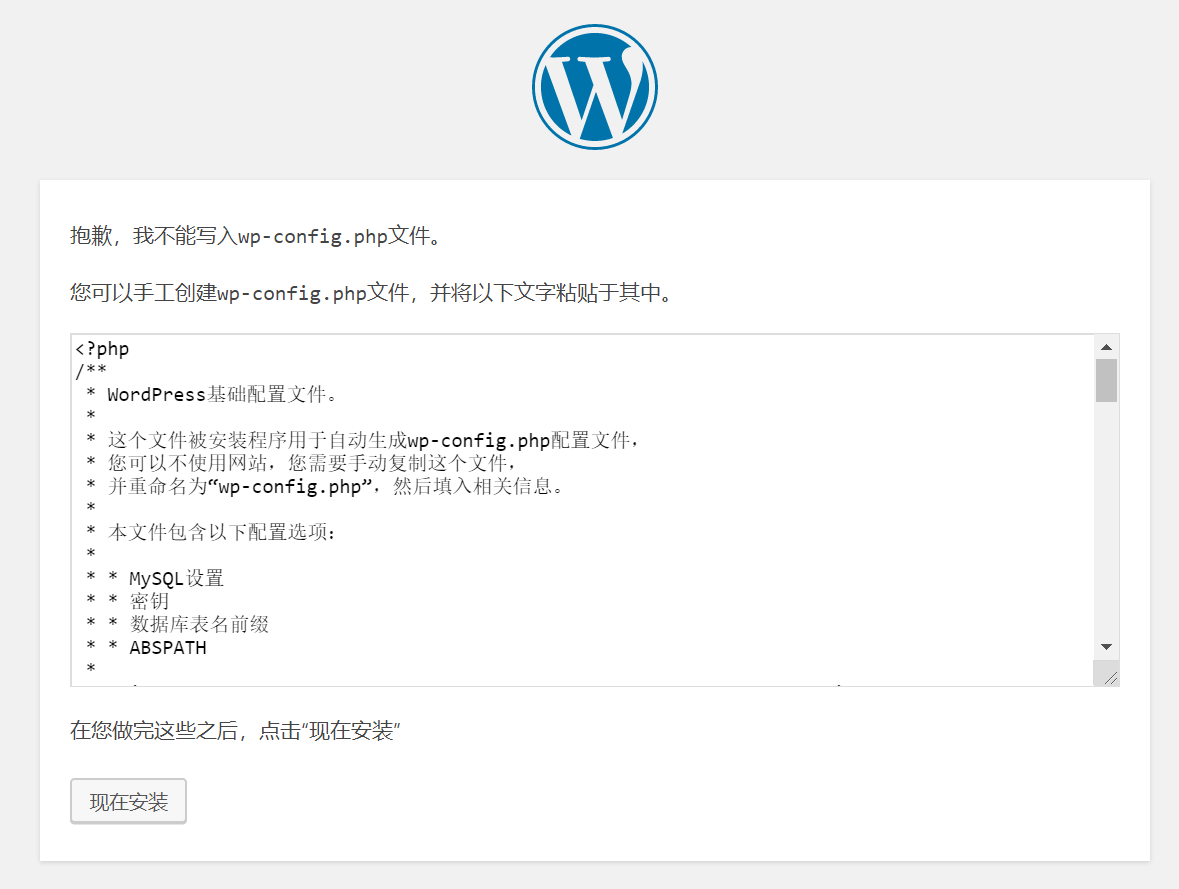 抱歉，我不能写入wp-config.php文件。
您可以手工创建wp-config.php文件，并将以下文字粘贴于其中。
<?php
/**
 * WordPress基础配置文件。
 *
 * 这个文件被安装程序用于自动生成wp-config.php配置文件，
 * 您可以不使用网站，您需要手动复制这个文件，
 * 并重命名为“wp-config.php”，然后填入相关信息。
 *
 * 本文件包含以下配置选项：
 *
 * * MySQL设置
 * * 密钥
 * * 数据库表名前缀
 * * ABSPATH
 *
在您做完这些之后，点击“现在安装”
现在安装